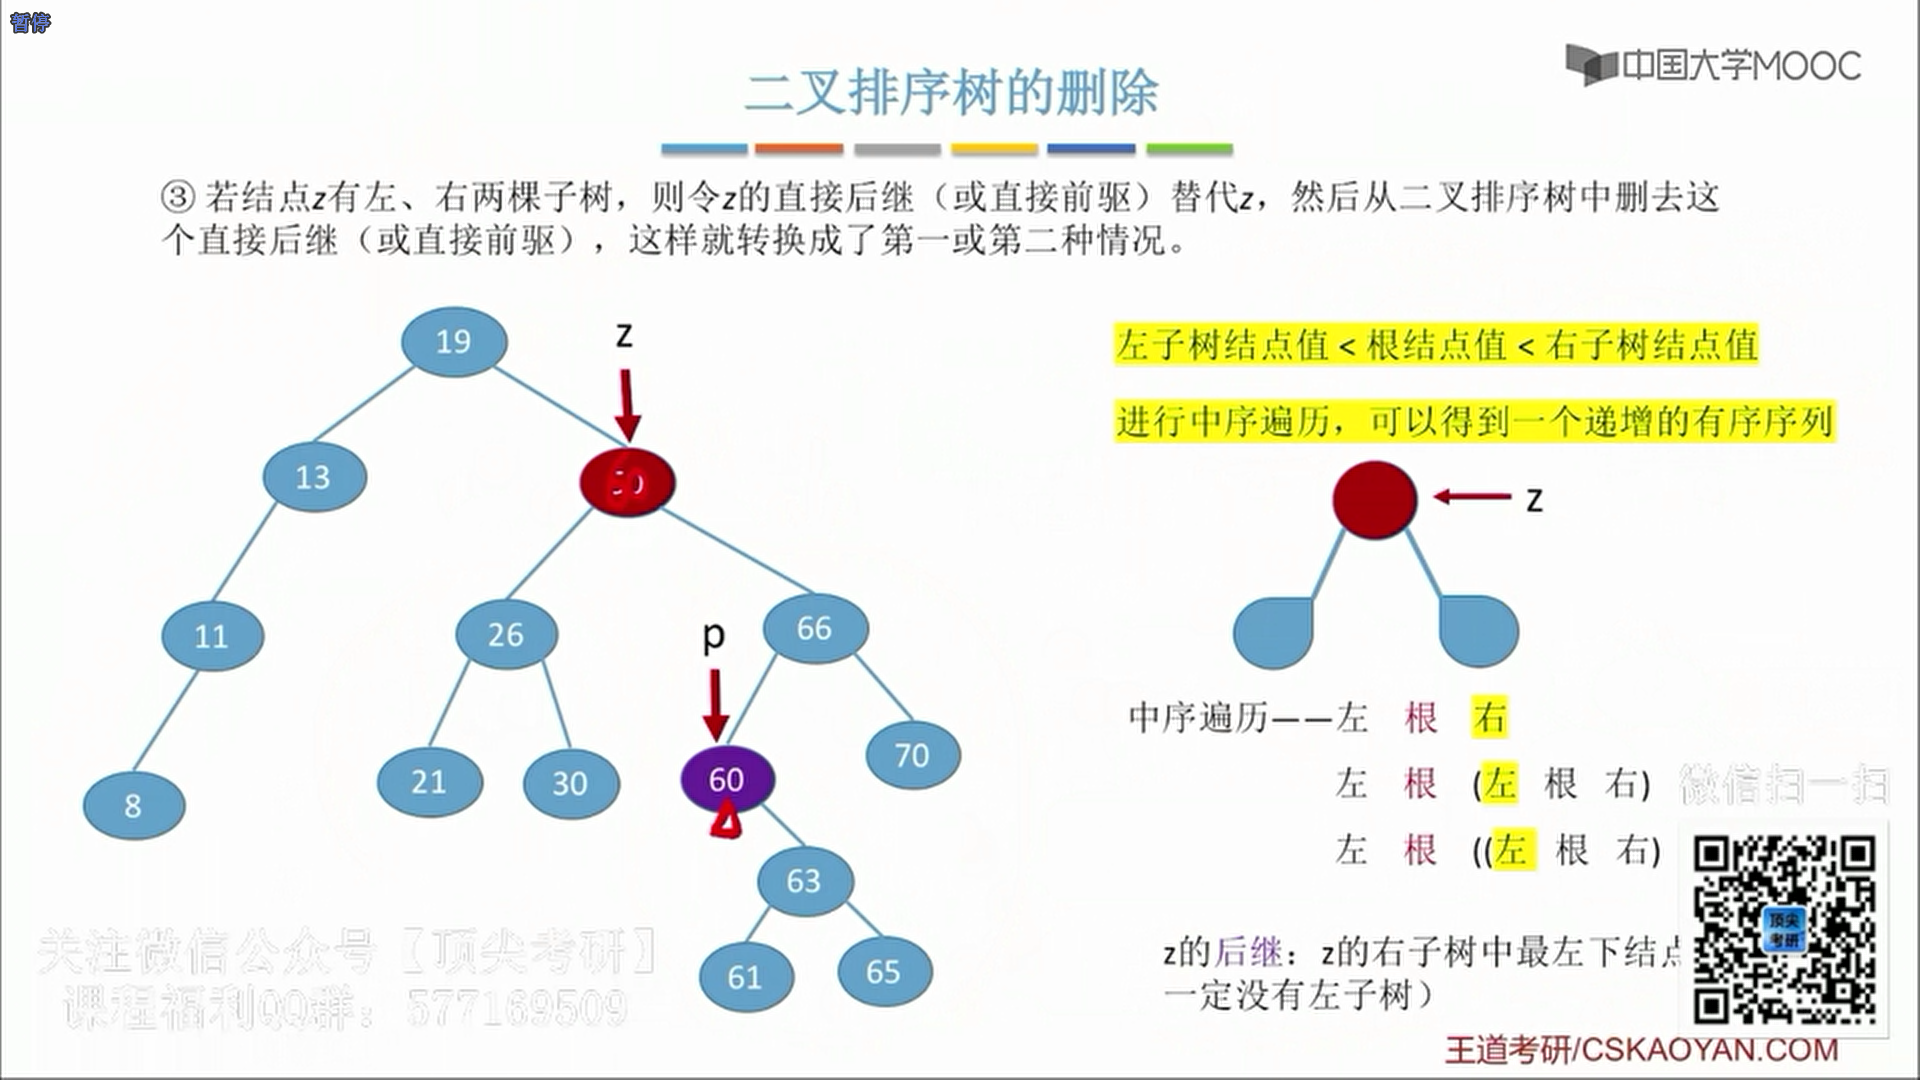 暂停
中国大学MOOC
二叉排序树的删除
③ 若结点z有左、右两棵子树，则令z的直接后继（或直接前驱）替代z，然后从二叉排序树中删去这
个直接后继（或直接前驱），这样就转换成了第一或第二种情况。
19
z
13
11
26
p
66
8
21
30
60
70
63
61
65
左子树结点值 < 根结点值 < 右子树结点值
进行中序遍历，可以得到一个递增的有序序列
z
中序遍历——左 根 右
左 根 (左 根 右)
左 根 ((左 根 右)
微信扫一扫
顶尖
考研
z的后继：z的右子树中最左下结点
一定没有左子树）
关注微信公众号【顶尖考研】
课程福利QQ群：577169509
王道考研/CSKAOYAN.COM